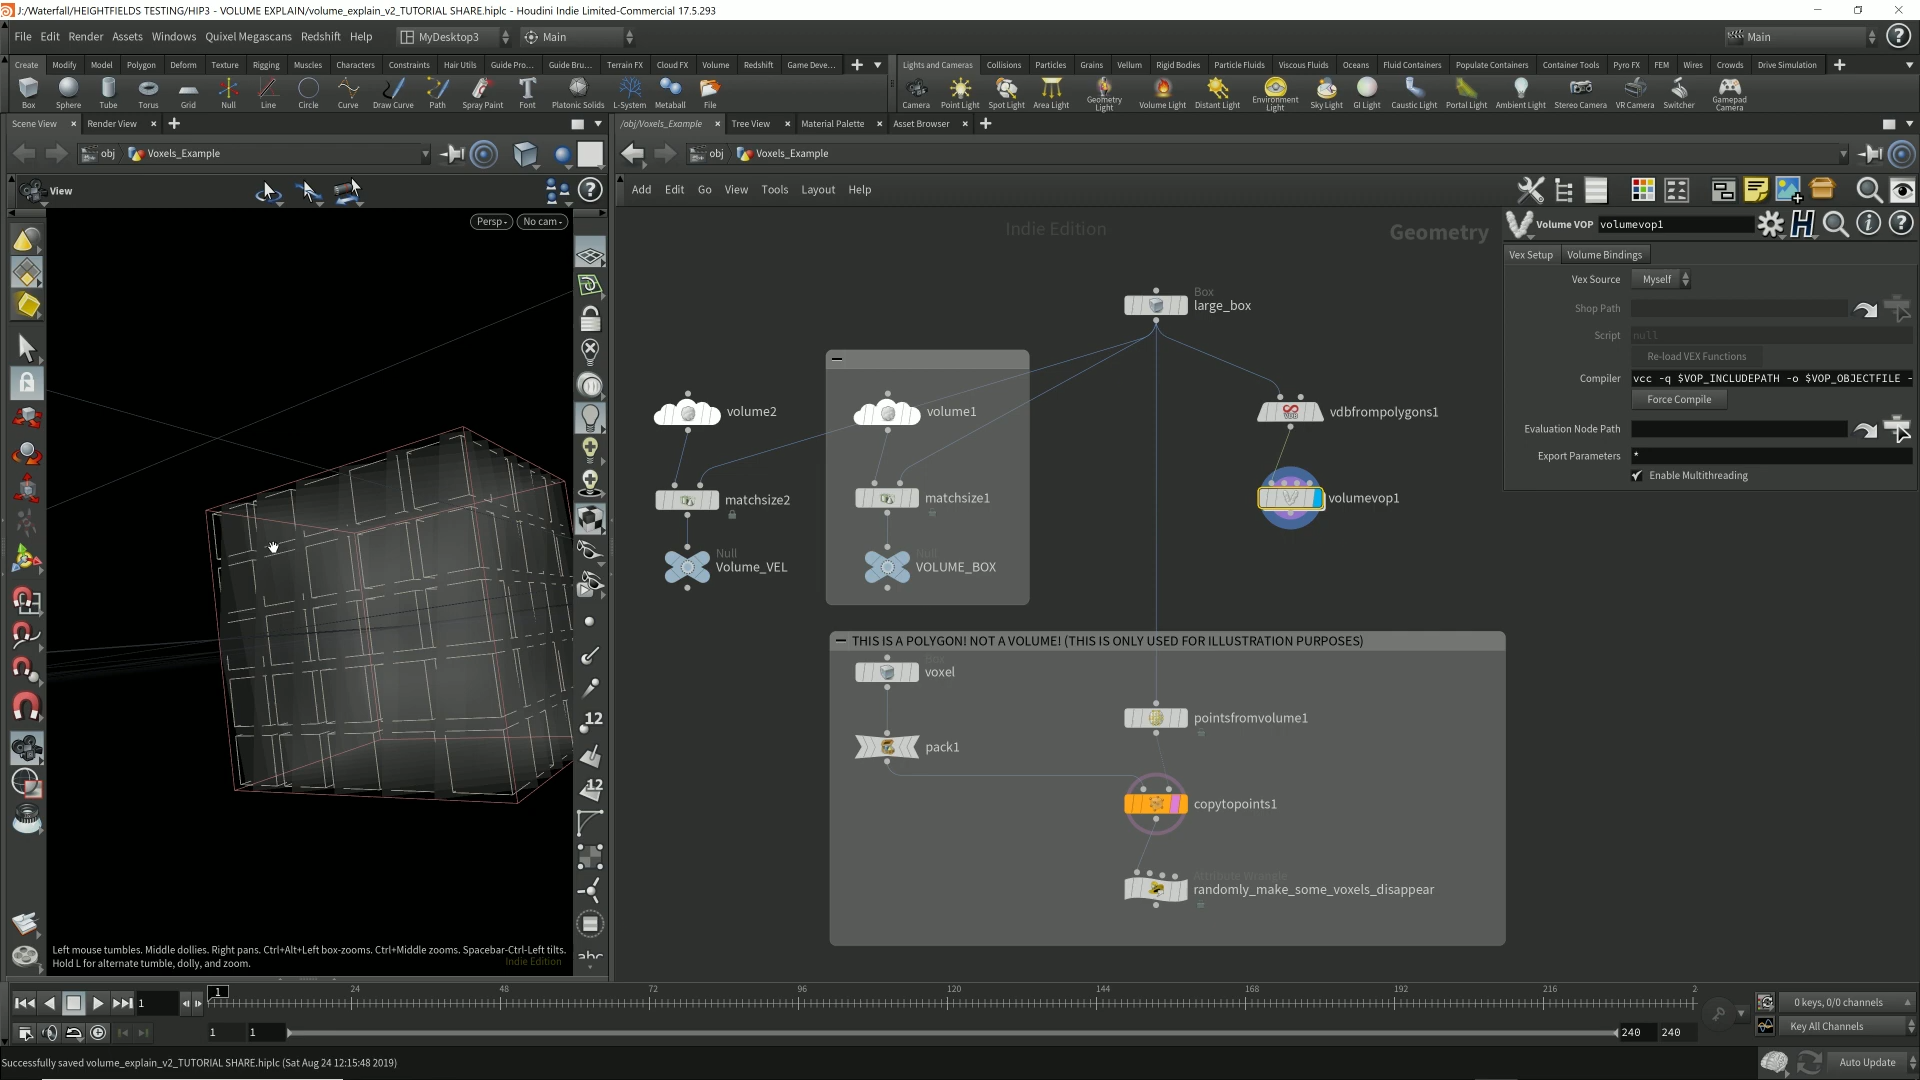 J:/Waterfall/HEIGHTFIELDS TESTING/HIP3 - VOLUME EXPLAIN/volume_explain_v2_TUTORIAL SHARE.hiplc - Houdini Indie Limited-Commercial 17.5.293
File Edit Render Assets Windows Quixel Megascans Redshift Help MyDesktop3 Main Main
Create Modify Model Polygon Deform Texture Rigging Muscles Characters Constraints Hair Utils Guide Pro... Guide Bru... Terrain FX Cloud FX Volume Redshift Game Deve...
Lights and Cameras Collisions Particles Grains Vellum Rigid Bodies Particle Fluids Viscous Fluids Oceans Fluid Containers Populate Containers Container Tools Pyro FX FEM Wires Crowds Drive Simulation
Box Sphere Tube Torus Grid Null Line Circle Curve Draw Curve Path Spray Paint Font Platonic Solids L-System Metaball File
Camera Point Light Spot Light Area Light Geometry Light Volume Light Distant Light Environment Light Sky Light GI Light Caustic Light Portal Light Ambient Light Stereo Camera VR Camera Switcher Gamepad Camera
Scene View Render View
/obj/Voxels_Example Tree View Material Palette Asset Browser
obj Voxels_Example
obj Voxels_Example
View
Add Edit Go View Tools Layout Help
Persp No cam
Indie Edition
Geometry
Volume VOP volumevop1
Vex Setup Volume Bindings
Vex Source Myself
Shop Path
Script null
Re-load VEX Functions
Compiler vcc -q $VOP_INCLUDEPATH -o $VOP_OBJECTFILE -
Force Compile
Evaluation Node Path
Export Parameters *
Enable Multithreading
Box
large_box
volume2
volume1
vdbfrompolygons1
matchsize2
matchsize1
volumevop1
Null
Volume_VEL
Null
VOLUME_BOX
THIS IS A POLYGON! NOT A VOLUME! (THIS IS ONLY USED FOR ILLUSTRATION PURPOSES)
Box
voxel
pointsfromvolume1
pack1
copytopoints1
Attribute Wrangle
randomly_make_some_voxels_disappear
12
12
abc
Left mouse tumbles. Middle dollies. Right pans. Ctrl+Alt+Left box-zooms. Ctrl+Middle zooms. Spacebar-Ctrl-Left tilts.
Hold L for alternate tumble, dolly, and zoom.
Indie Edition
1 1 24 48 72 96 120 144 168 192 216 2
0 keys, 0/0 channels
1 1 240 240
Key All Channels
Successfully saved volume_explain_v2_TUTORIAL SHARE.hiplc (Sat Aug 24 12:15:48 2019)
Auto Update